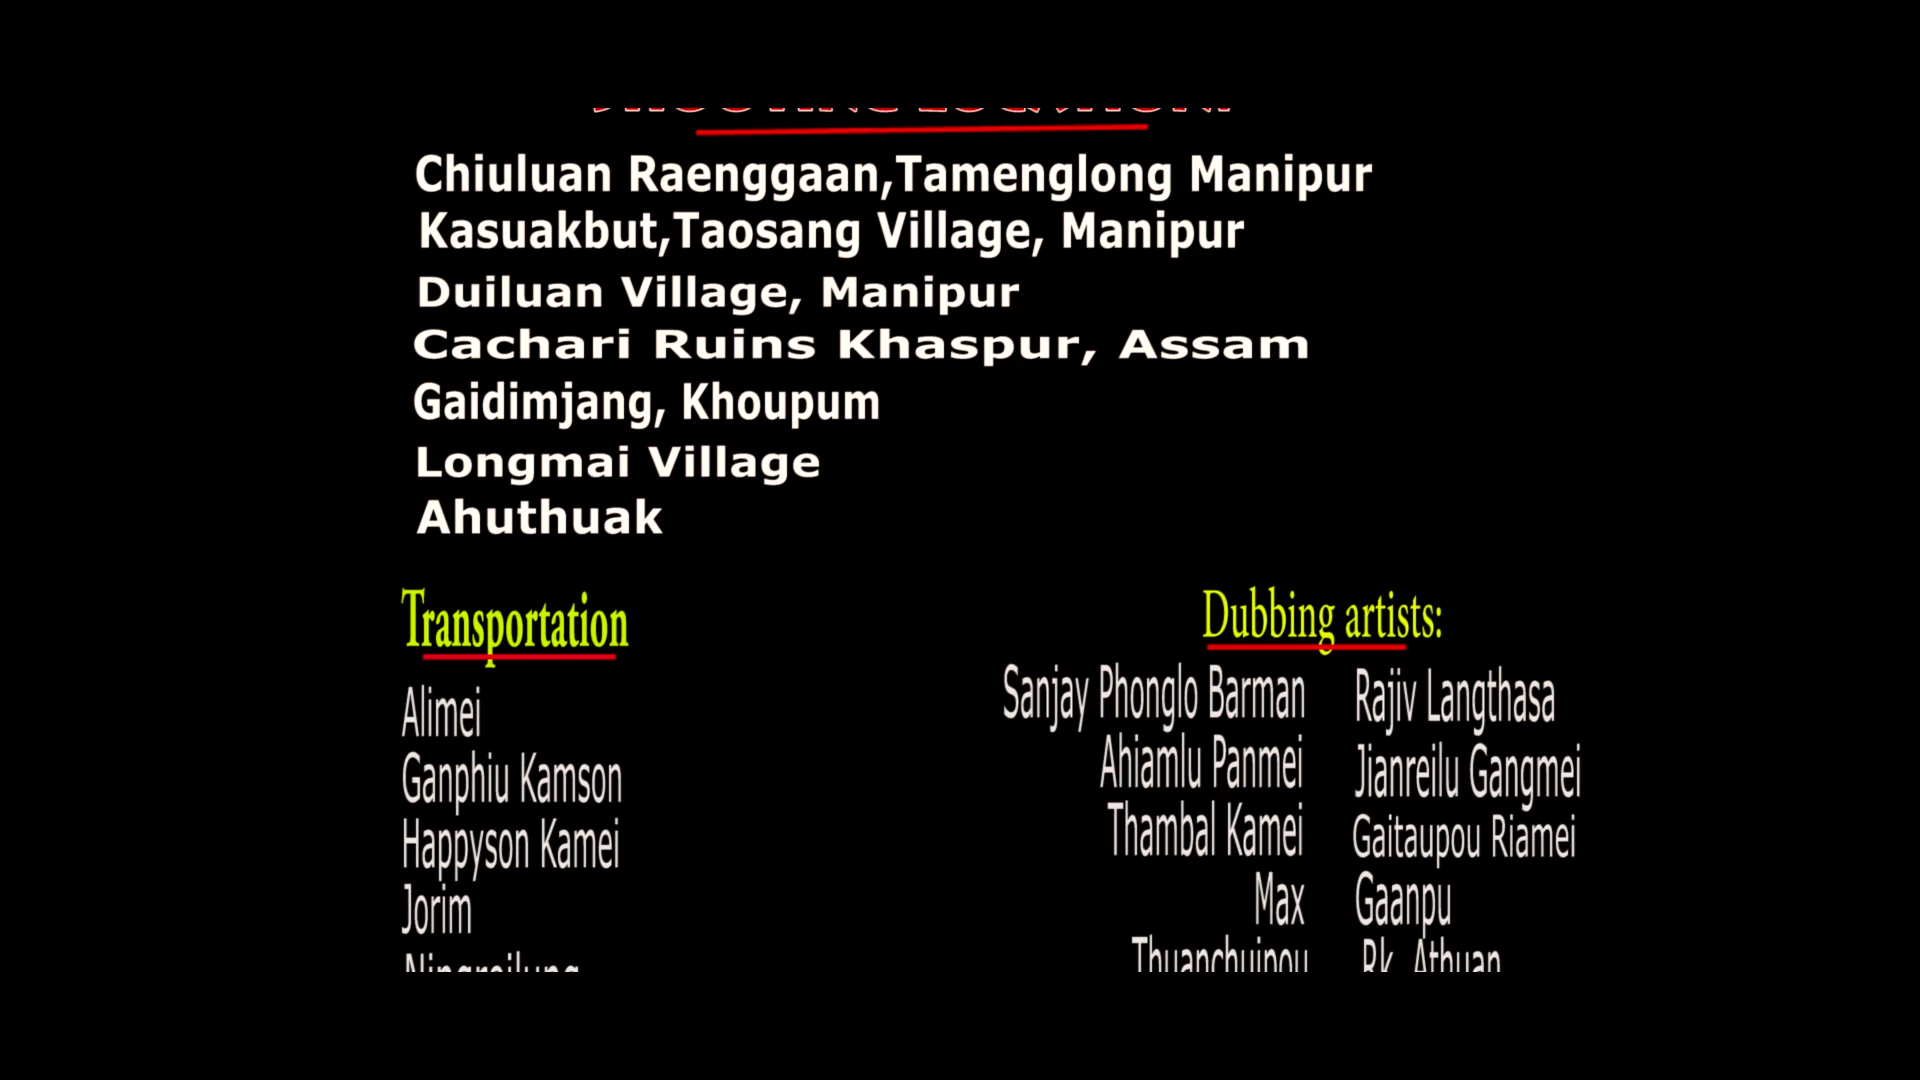 Chiuluan Raenggaan,Tamenglong Manipur
Kasuakbut,Taosang Village, Manipur
Duiluan Village, Manipur
Cachari Ruins Khaspur, Assam
Gaidimjang, Khoupum
Longmai Village
Ahuthuak
Transportation
Alimei
Ganphiu Kamson
Happyson Kamei
Jorim
Dubbing artists:
Sanjay Phonglo Barman Rajiv Langthasa
Ahiamlu Panmei Jianreilu Gangmei
Thambal Kamei Gaitaupou Riamei
Max Gaanpu
Rk. Athuan